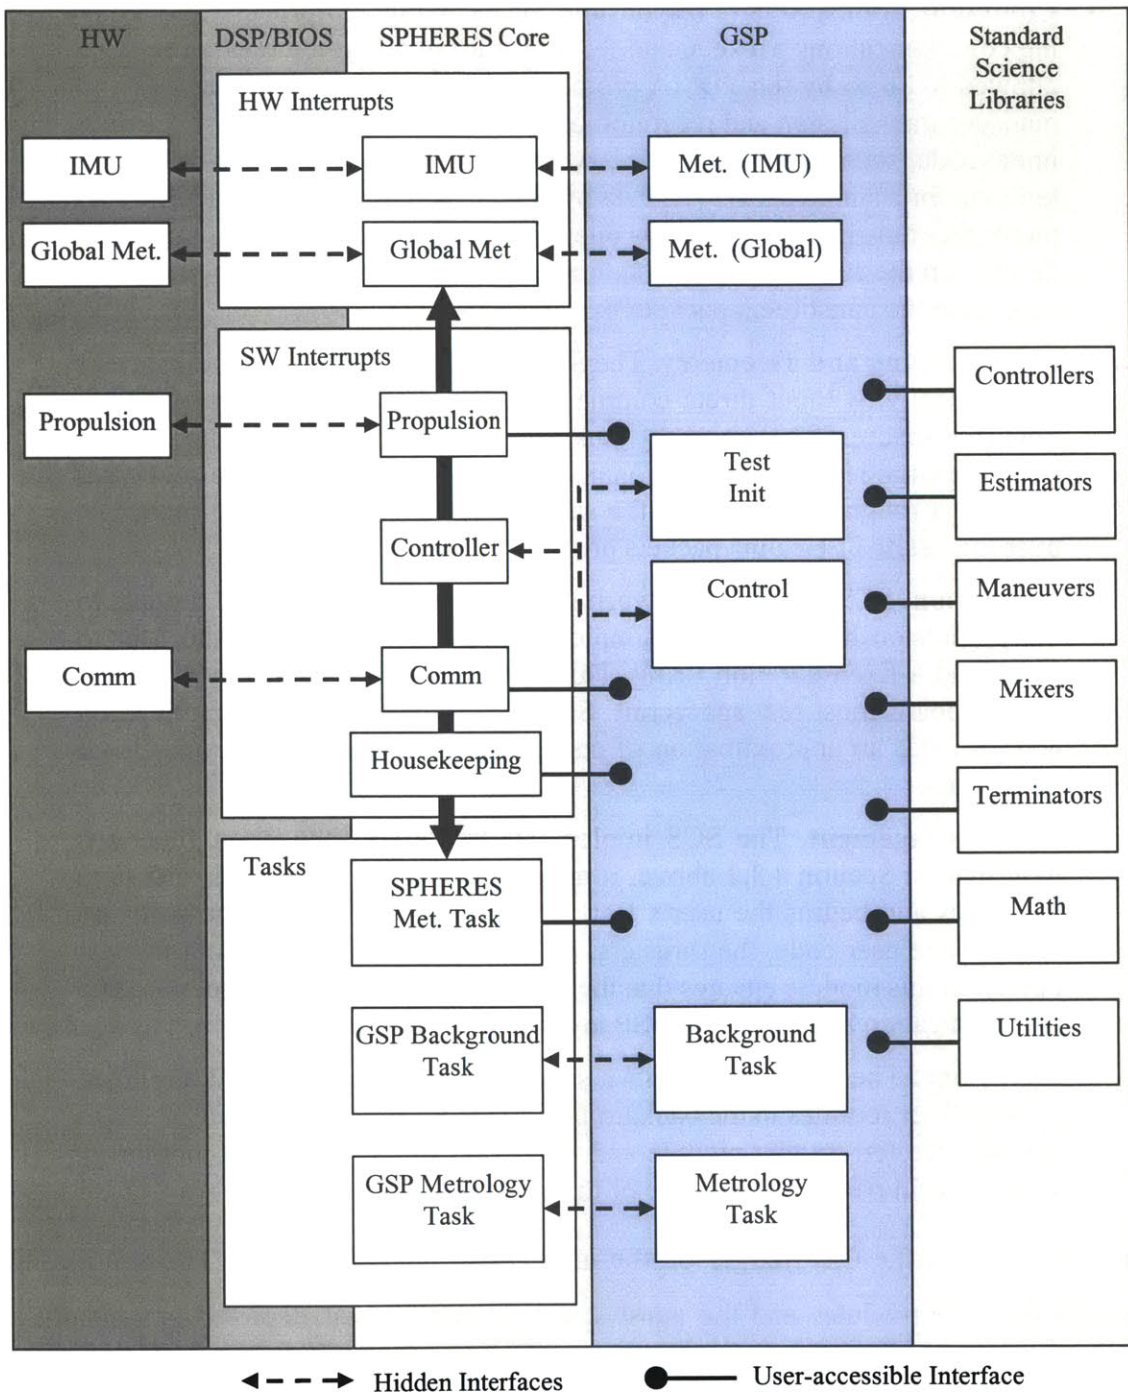 HW
DSP/BIOS
SPHERES Core
GSP
Standard
Science
Libraries
HW Interrupts
IMU
IMU
Met. (IMU)
Global Met.
Global Met
Met. (Global)
SW Interrupts
Controllers
Propulsion
Propulsion
Test
Init
Estimators
Controller
Control
Maneuvers
Comm
Comm
Mixers
Housekeeping
Terminators
Tasks
SPHERES
Met. Task
Math
GSP Background
Task
Background
Task
Utilities
GSP Metrology
Task
Metrology
Task
Hidden Interfaces
User-accessible Interface